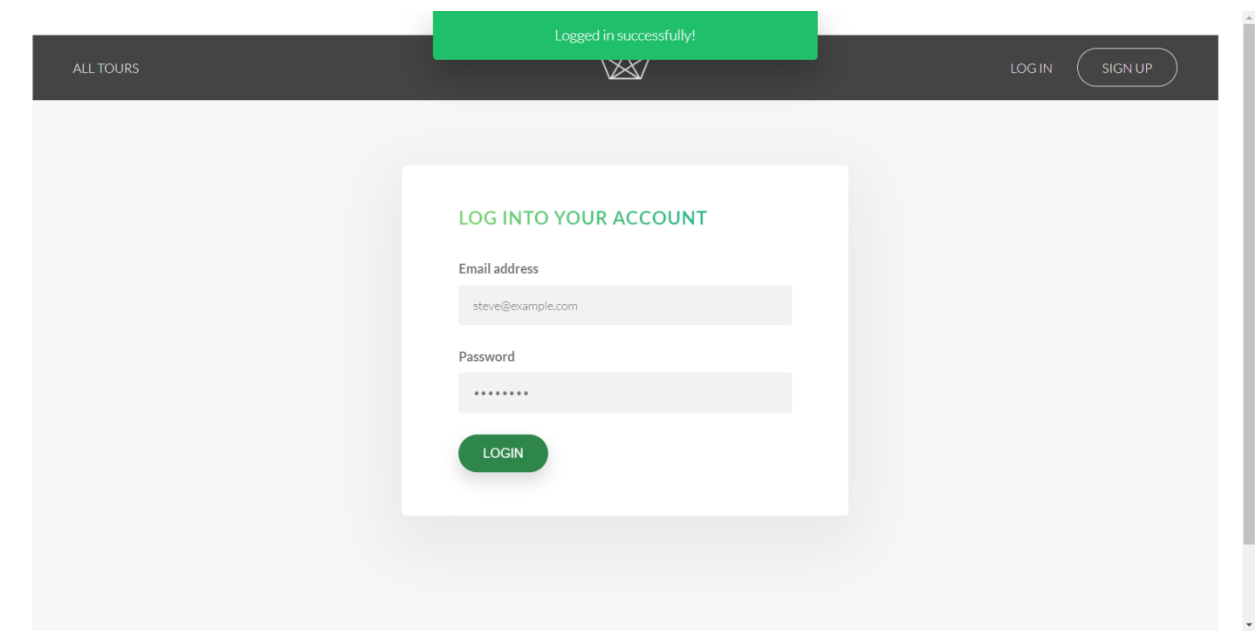 Logged in successfully!
ALL TOURS
LOG IN
SIGN UP
LOG INTO YOUR ACCOUNT
Email address
steve@example.com
Password
••••••••
LOGIN